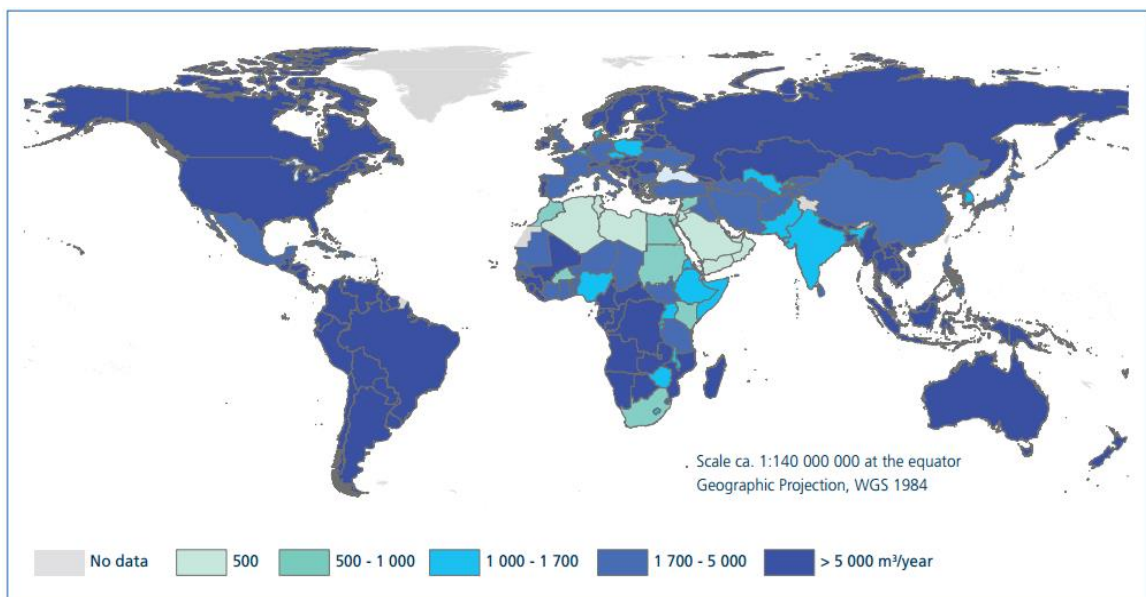 Scale ca. 1:140 000 000 at the equator
Geographic Projection, WGS 1984
No data
500
500 - 1 000
1 000 - 1 700
1 700 - 5 000
> 5 000 m³/year